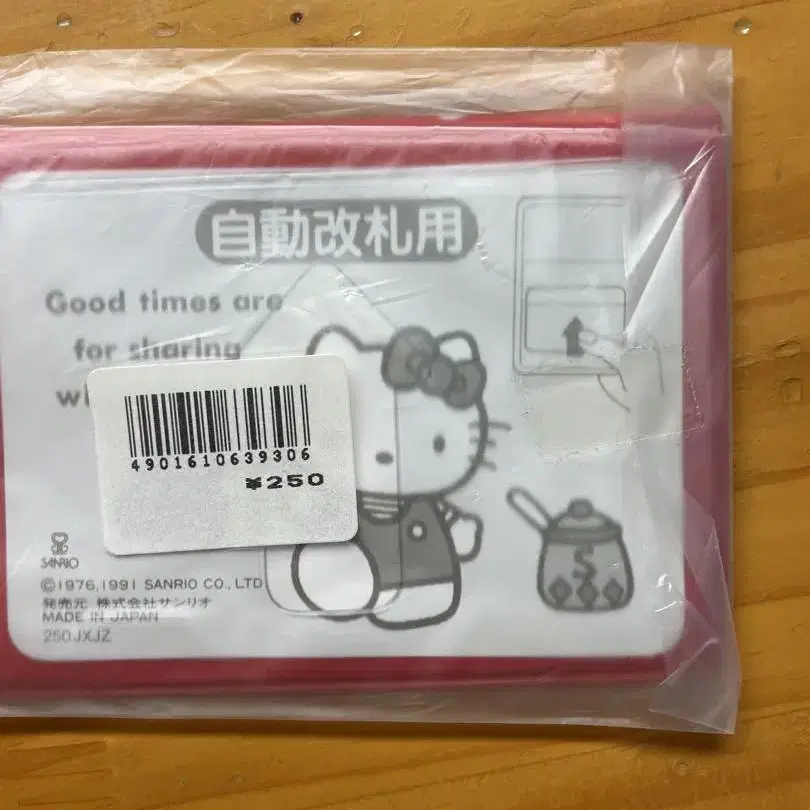 自動改札用
Good times are
for sharing
4901610639306
¥250
S
SANRIO
©1976,1991 SANRIO CO., LTD
発売元 株式会社サンリオ
MADE IN JAPAN
250 JXJZ